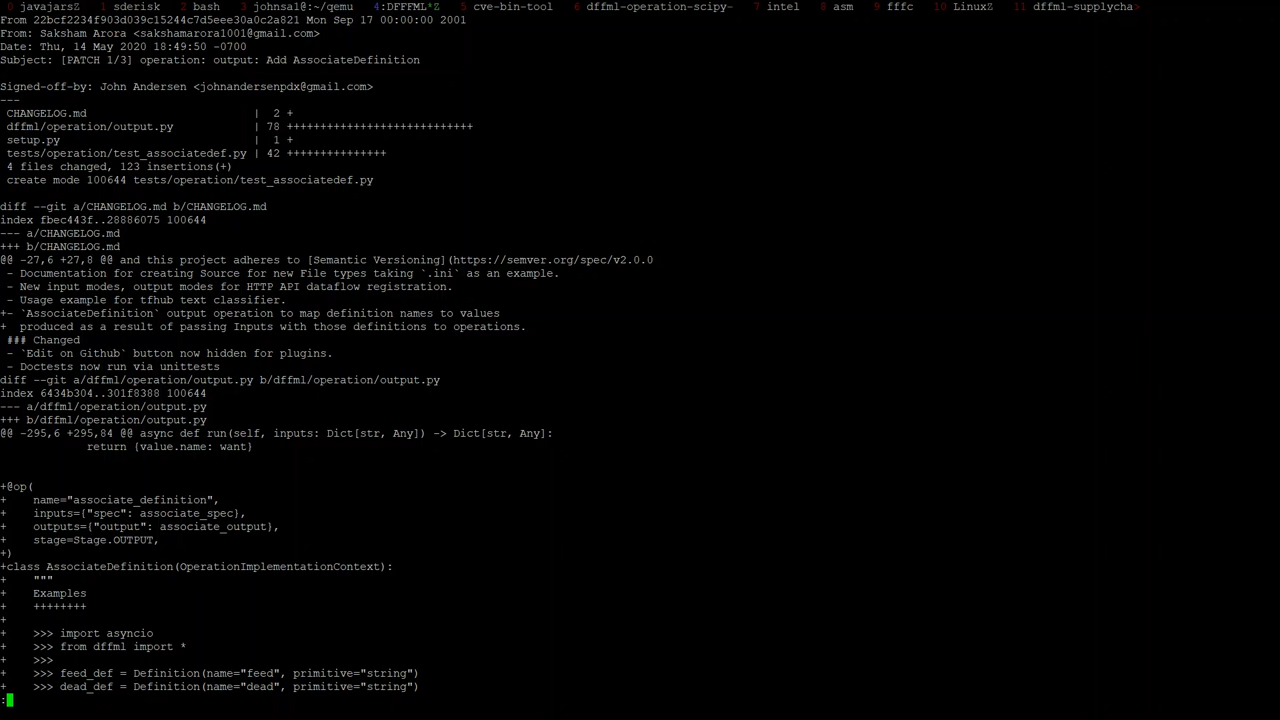 0 javajarsZ  1 sderisk  2 bash  3 johnsa1@:~/qemu  4:DFFFML*Z  5 cve-bin-tool  6 dffml-operation-scipy-  7 intel  8 asm  9 fffc  10 LinuxZ  11 dffml-supplycha>
From 22bcf2234f903d039c15244c7d5eee30a0c2a821 Mon Sep 17 00:00:00 2001
From: Saksham Arora <sakshamarora1001@gmail.com>
Date: Thu, 14 May 2020 18:49:50 -0700
Subject: [PATCH 1/3] operation: output: Add AssociateDefinition
Signed-off-by: John Andersen <johnandersenpdx@gmail.com>
---
 CHANGELOG.md                          |  2 +
 dffml/operation/output.py             | 78 ++++++++++++++++++++++++++++
 setup.py                              |  1 +
 tests/operation/test_associatedef.py | 42 +++++++++++++++
 4 files changed, 123 insertions(+)
 create mode 100644 tests/operation/test_associatedef.py
diff --git a/CHANGELOG.md b/CHANGELOG.md
index fbec443f..28886075 100644
--- a/CHANGELOG.md
+++ b/CHANGELOG.md
@@ -27,6 +27,8 @@ and this project adheres to [Semantic Versioning](https://semver.org/spec/v2.0.0
 - Documentation for creating Source for new File types taking `.ini` as an example.
 - New input modes, output modes for HTTP API dataflow registration.
 - Usage example for tfhub text classifier.
+- `AssociateDefinition` output operation to map definition names to values
+  produced as a result of passing Inputs with those definitions to operations.
 ### Changed
 - `Edit on Github` button now hidden for plugins.
 - Doctests now run via unittests
diff --git a/dffml/operation/output.py b/dffml/operation/output.py
index 6434b304..301f8388 100644
--- a/dffml/operation/output.py
+++ b/dffml/operation/output.py
@@ -295,6 +295,84 @@ async def run(self, inputs: Dict[str, Any]) -> Dict[str, Any]:
             return {value.name: want}
+@op(
+    name="associate_definition",
+    inputs={"spec": associate_spec},
+    outputs={"output": associate_output},
+    stage=Stage.OUTPUT,
+)
+class AssociateDefinition(OperationImplementationContext):
+    """
+    Examples
+    ++++++++
+
+    >>> import asyncio
+    >>> from dffml import *
+    >>>
+    >>> feed_def = Definition(name="feed", primitive="string")
+    >>> dead_def = Definition(name="dead", primitive="string")
: